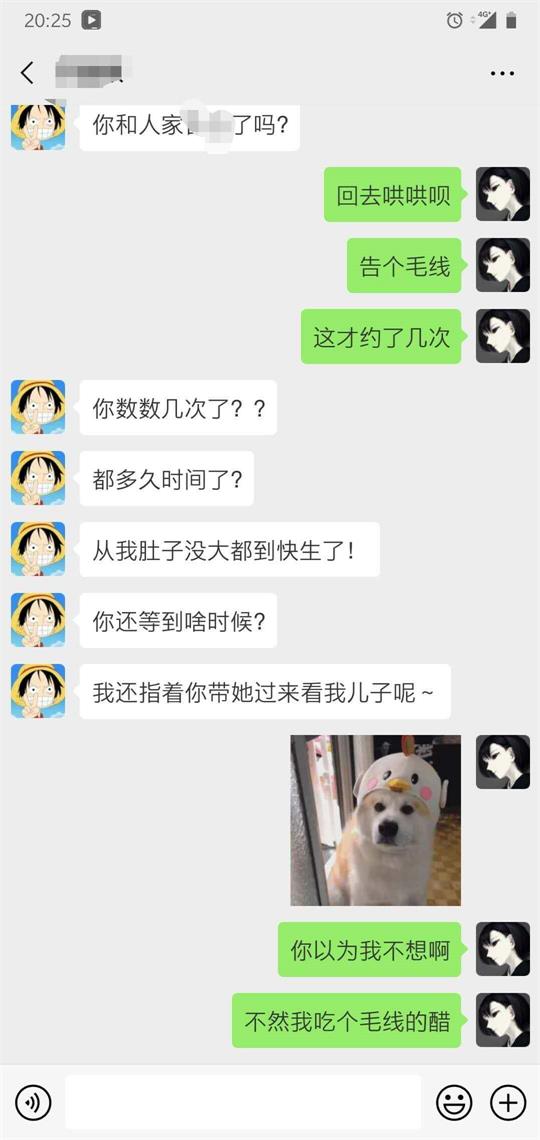 20:25
4G+
你和人家 了吗?
回去哄哄呗
告个毛线
这才约了几次
你数数几次了？？
都多久时间了?
从我肚子没大都到快生了！
你还等到啥时候?
我还指着你带她过来看我儿子呢～
你以为我不想啊
不然我吃个毛线的醋